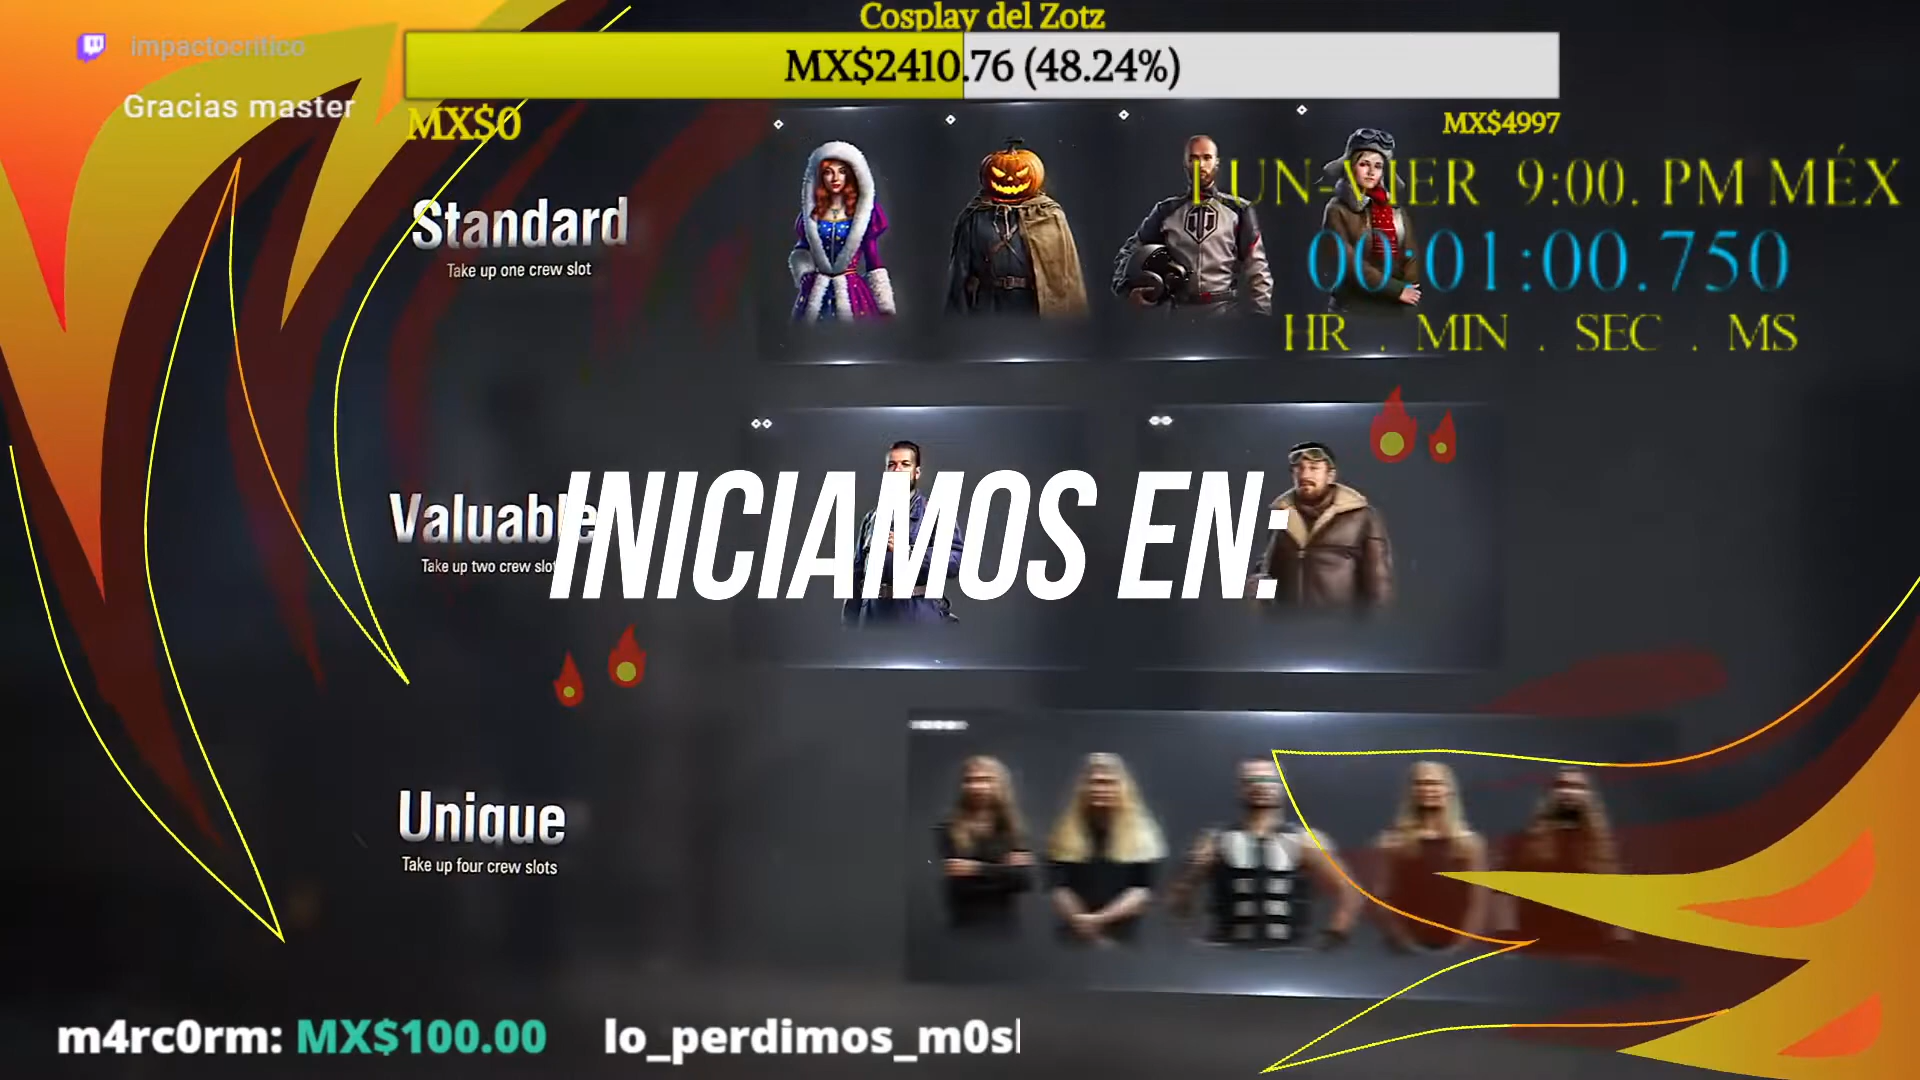 Cosplay del Zotz
impactocritico
MX$2410.76 (48.24%)
Gracias master
MX$0
MX$4997
LUN-VIER 9:00. PM MÉX
Standard
Take up one crew slot
00:01:00.750
HR . MIN . SEC . MS
INICIAMOS EN:
Valuable
Take up two crew slot
Unique
Take up four crew slots
m4rc0rm: MX$100.00 lo_perdimos_m0s